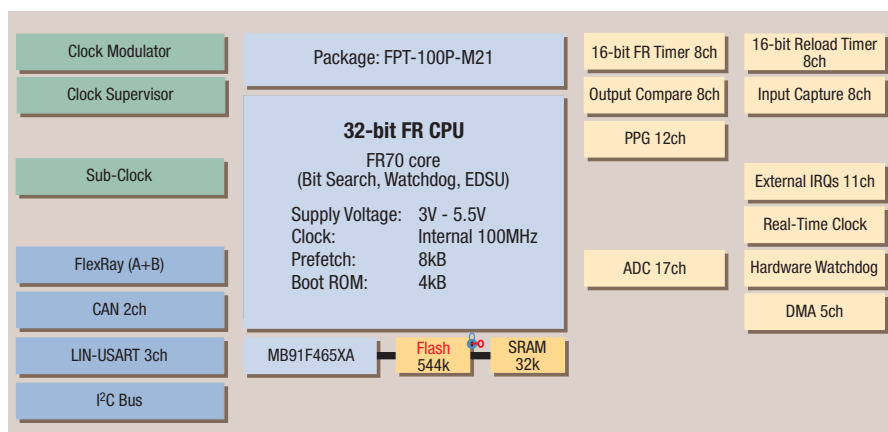 Clock Modulator
Clock Supervisor
Sub-Clock
FlexRay (A+B)
CAN 2ch
LIN-USART 3ch
I²C Bus
Package: FPT-100P-M21
32-bit FR CPU
FR70 core
(Bit Search, Watchdog, EDSU)
Supply Voltage: 3V - 5.5V
Clock: Internal 100MHz
Prefetch: 8kB
Boot ROM: 4kB
MB91F465XA
Flash
544k
SRAM
32k
16-bit FR Timer 8ch
Output Compare 8ch
PPG 12ch
ADC 17ch
16-bit Reload Timer
8ch
Input Capture 8ch
External IRQs 11ch
Real-Time Clock
Hardware Watchdog
DMA 5ch